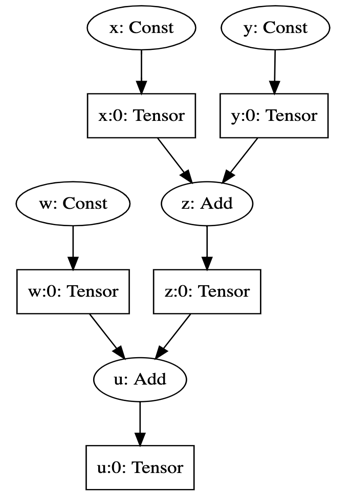 x: Const
y: Const
x:0: Tensor
y:0: Tensor
w: Const
z: Add
w:0: Tensor
z:0: Tensor
u: Add
u:0: Tensor